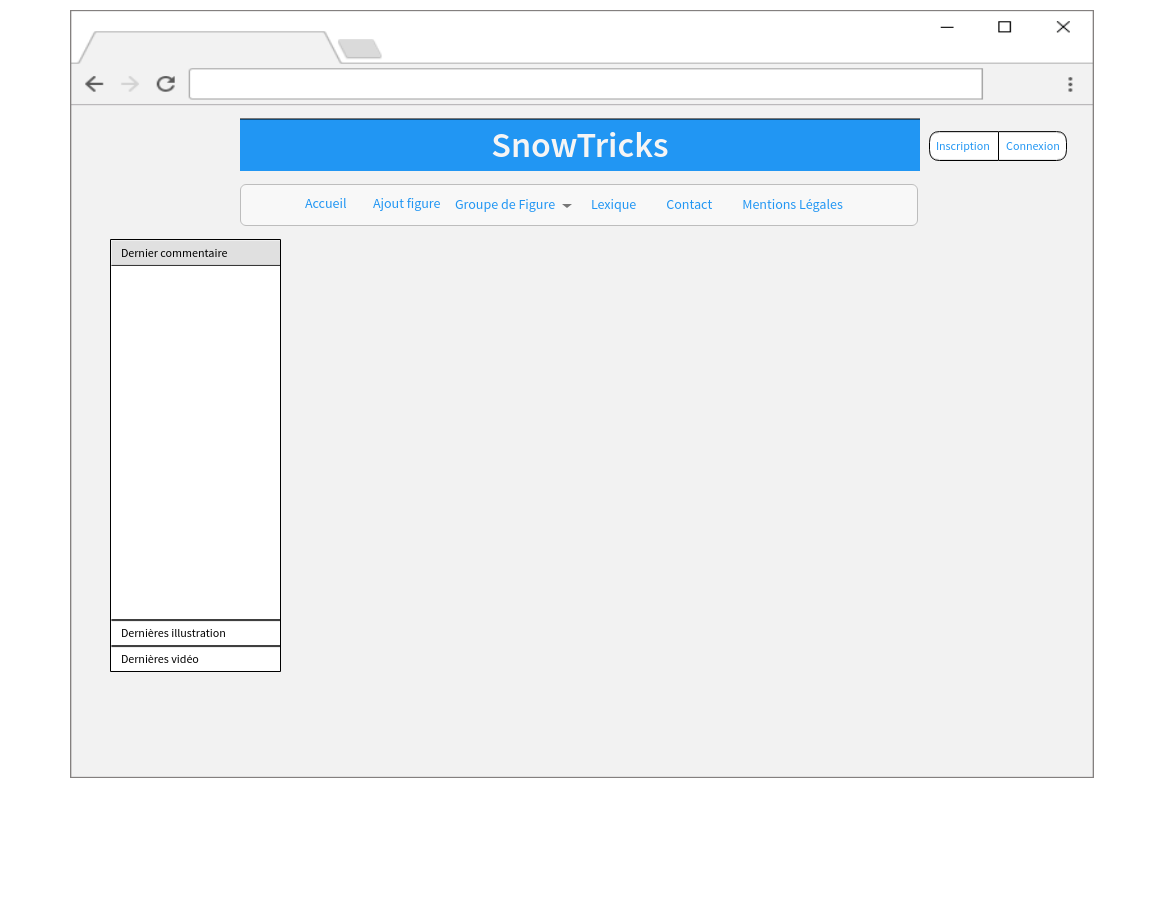 SnowTricks
Inscription Connexion
Accueil Ajout figure Groupe de Figure Lexique Contact Mentions Légales
Dernier commentaire
Dernières illustration
Dernières vidéo